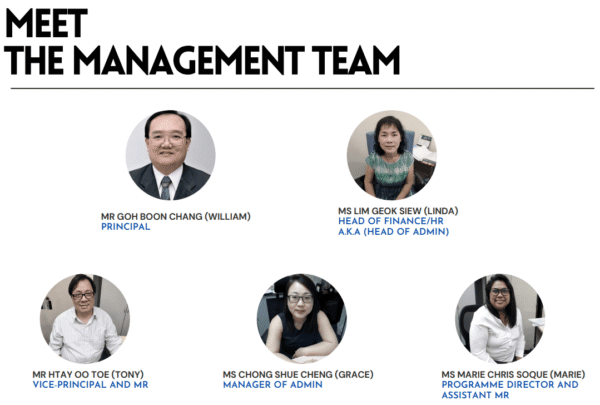 MEET
THE MANAGEMENT TEAM
MR GOH BOON CHANG (WILLIAM)
PRINCIPAL
MS LIM GEOK SIEW (LINDA)
HEAD OF FINANCE/HR
A.K.A (HEAD OF ADMIN)
MR HTAY OO TOE (TONY)
VICE-PRINCIPAL AND MR
MS CHONG SHUE CHENG (GRACE)
MANAGER OF ADMIN
MS MARIE CHRIS SOQUE (MARIE)
PROGRAMME DIRECTOR AND
ASSISTANT MR